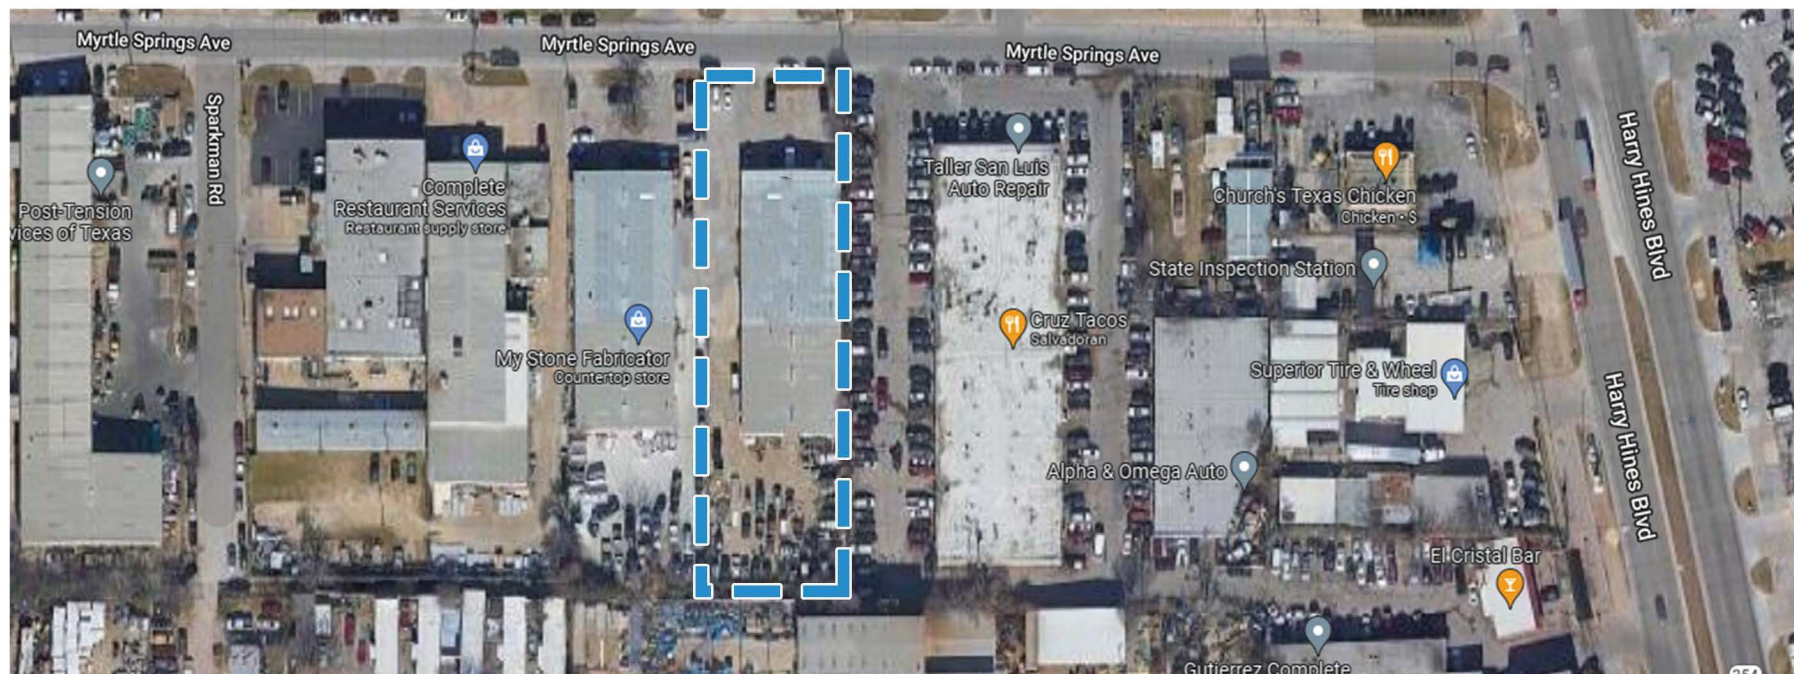 Myrtle Springs Ave
Myrtle Springs Ave
Myrtle Springs Ave
Sparkman Rd
Harry Hines Blvd
Taller San Luis
Auto Repair
Complete
Restaurant Services
Restaurant supply store
Church's Texas Chicken
Chicken • $
Post-Tension
vices of Texas
State Inspection Station
Cruz Tacos
Salvadoran
My Stone Fabricator
Countertop store
Superior Tire & Wheel
Tire shop
Harry Hines Blvd
Alpha & Omega Auto
El Cristal Bar
Gutierrez Complete